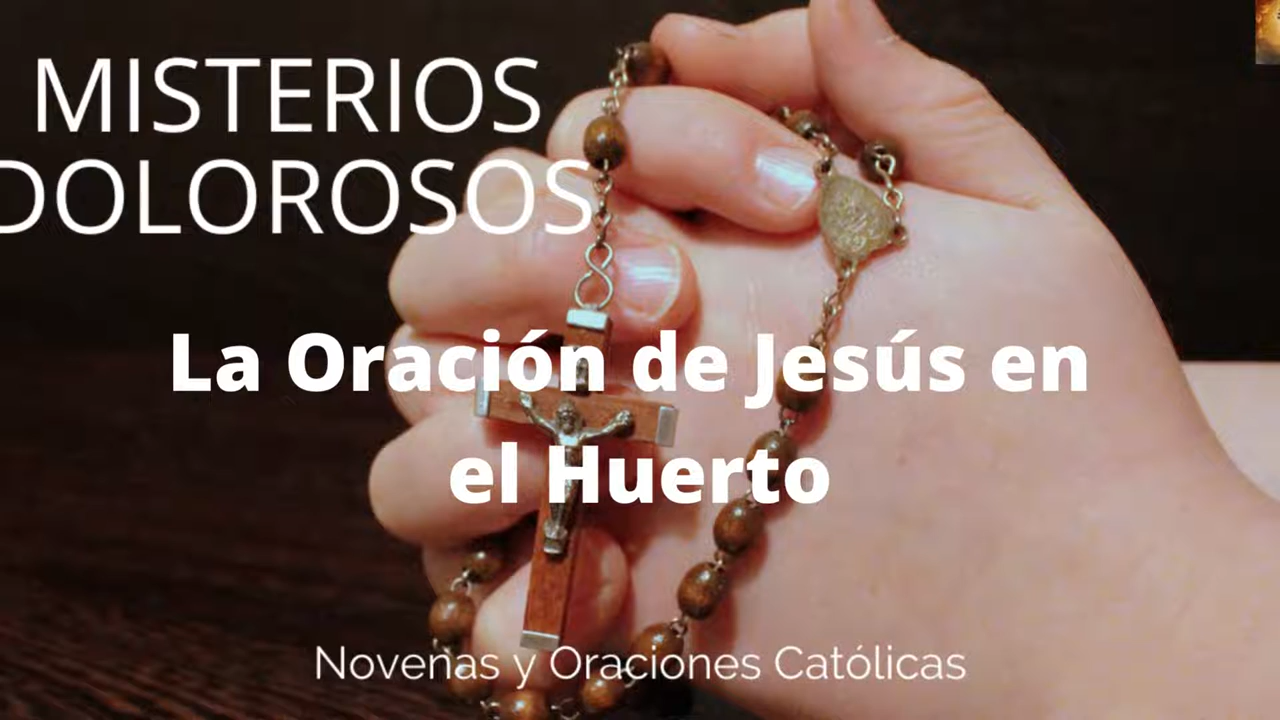 MISTERIOS
DOLOROSOS
La Oración de Jesús en
el Huerto
Novenas y Oraciones Católicas